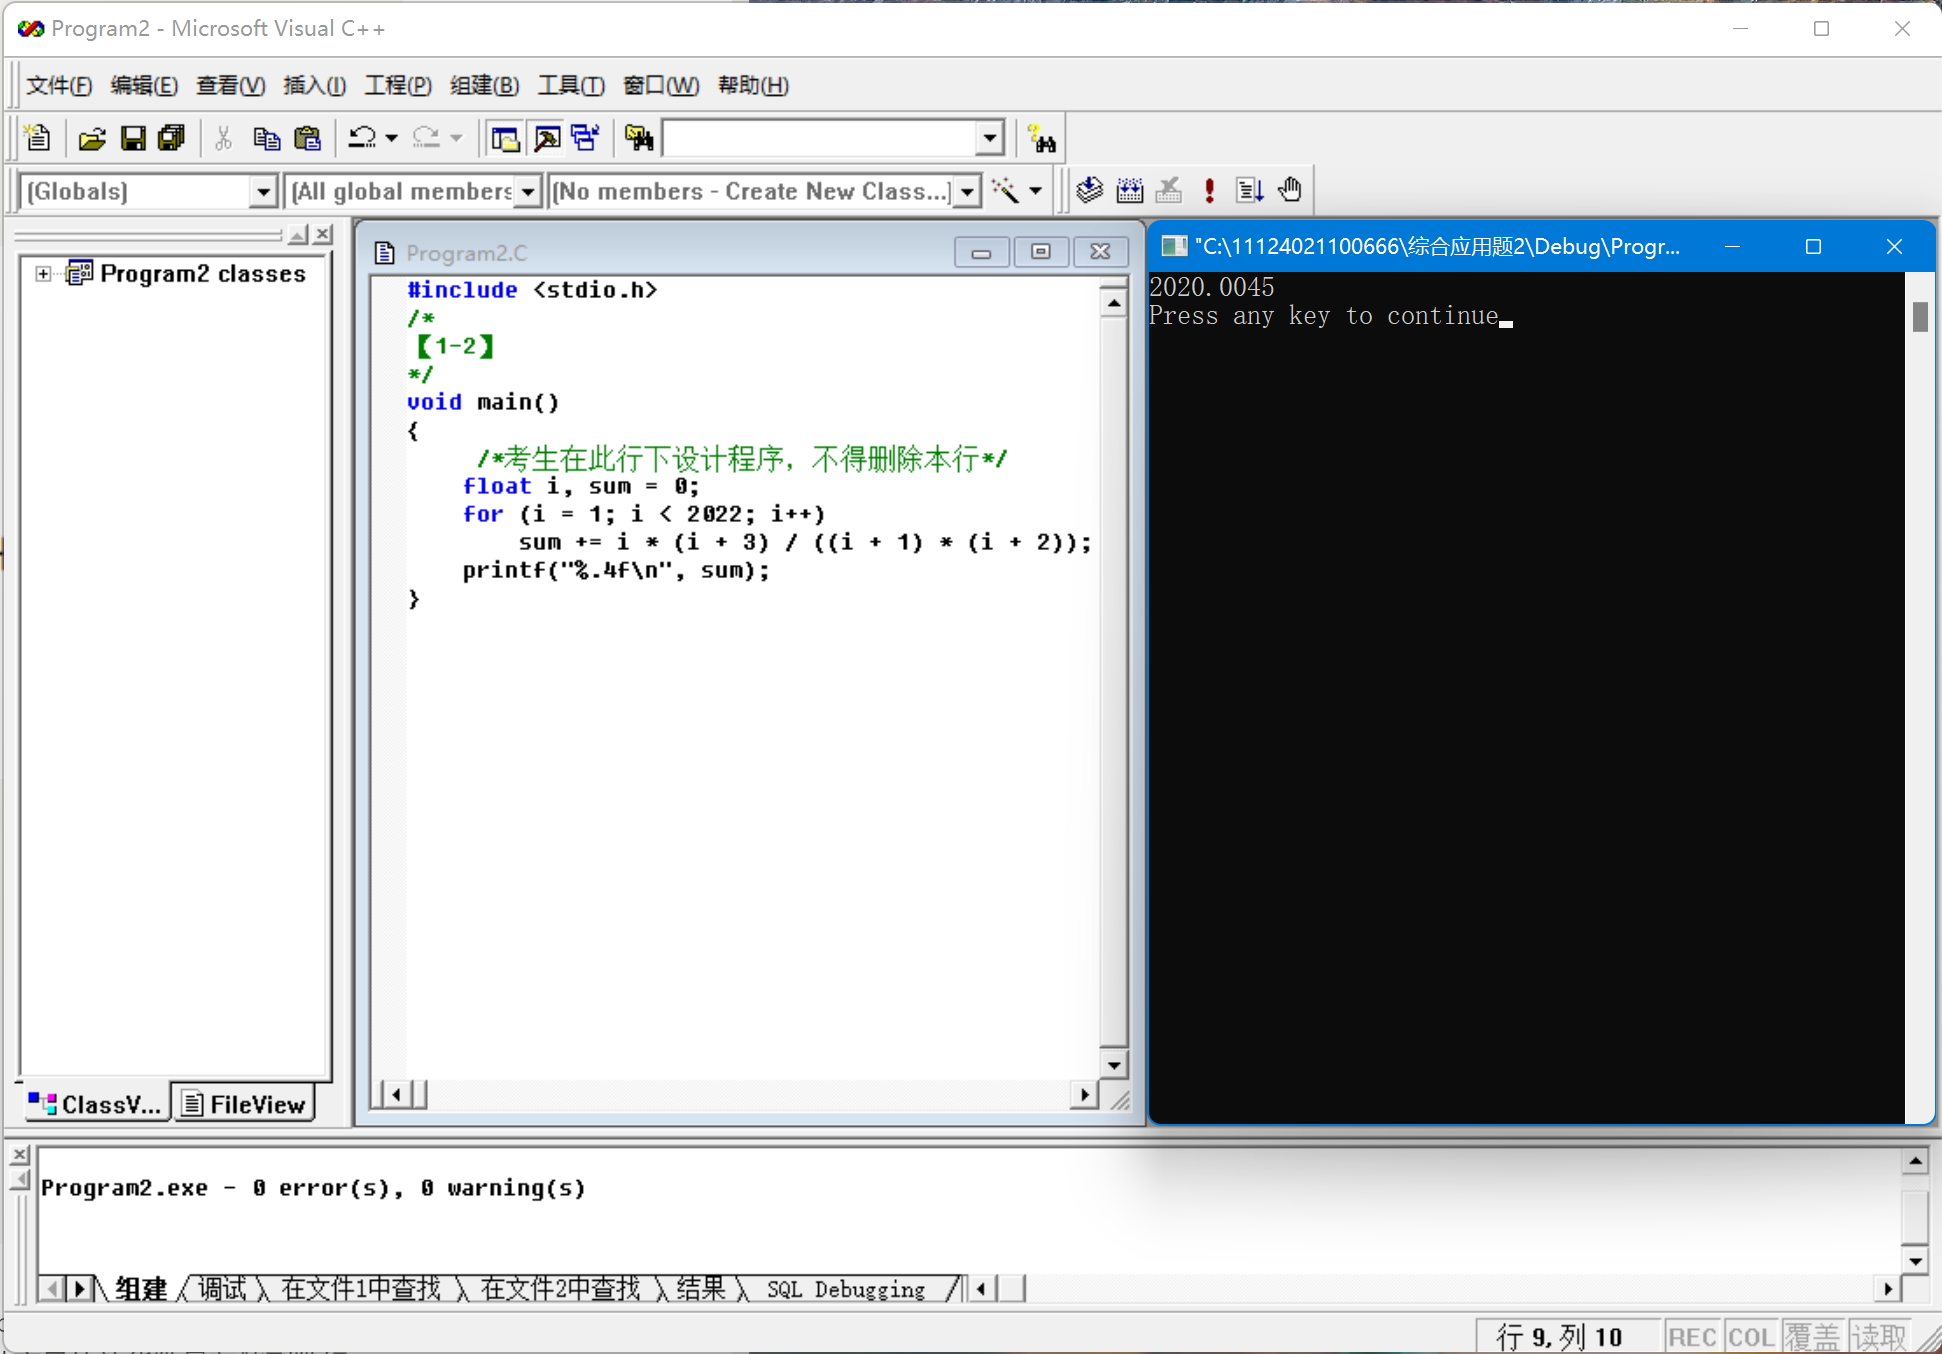 Program2 - Microsoft Visual C++
文件(F) 编辑(E) 查看(V) 插入(I) 工程(P) 组建(B) 工具(T) 窗口(W) 帮助(H)
(Globals) (All global members (No members - Create New Class...)
Program2 classes
ClassV... FileView
Program2.C
#include <stdio.h>
/*
【1-2】
*/
void main()
{
/*考生在此行下设计程序，不得删除本行*/
float i, sum = 0;
for (i = 1; i < 2022; i++)
sum += i * (i + 3) / ((i + 1) * (i + 2));
printf("%.4f\n", sum);
}
"C:\11124021100666\综合应用题2\Debug\Progr...
2020.0045
Press any key to continue
Program2.exe - 0 error(s), 0 warning(s)
组建 调试 在文件1中查找 在文件2中查找 结果 SQL Debugging
行 9, 列 10 REC COL 覆盖 读取